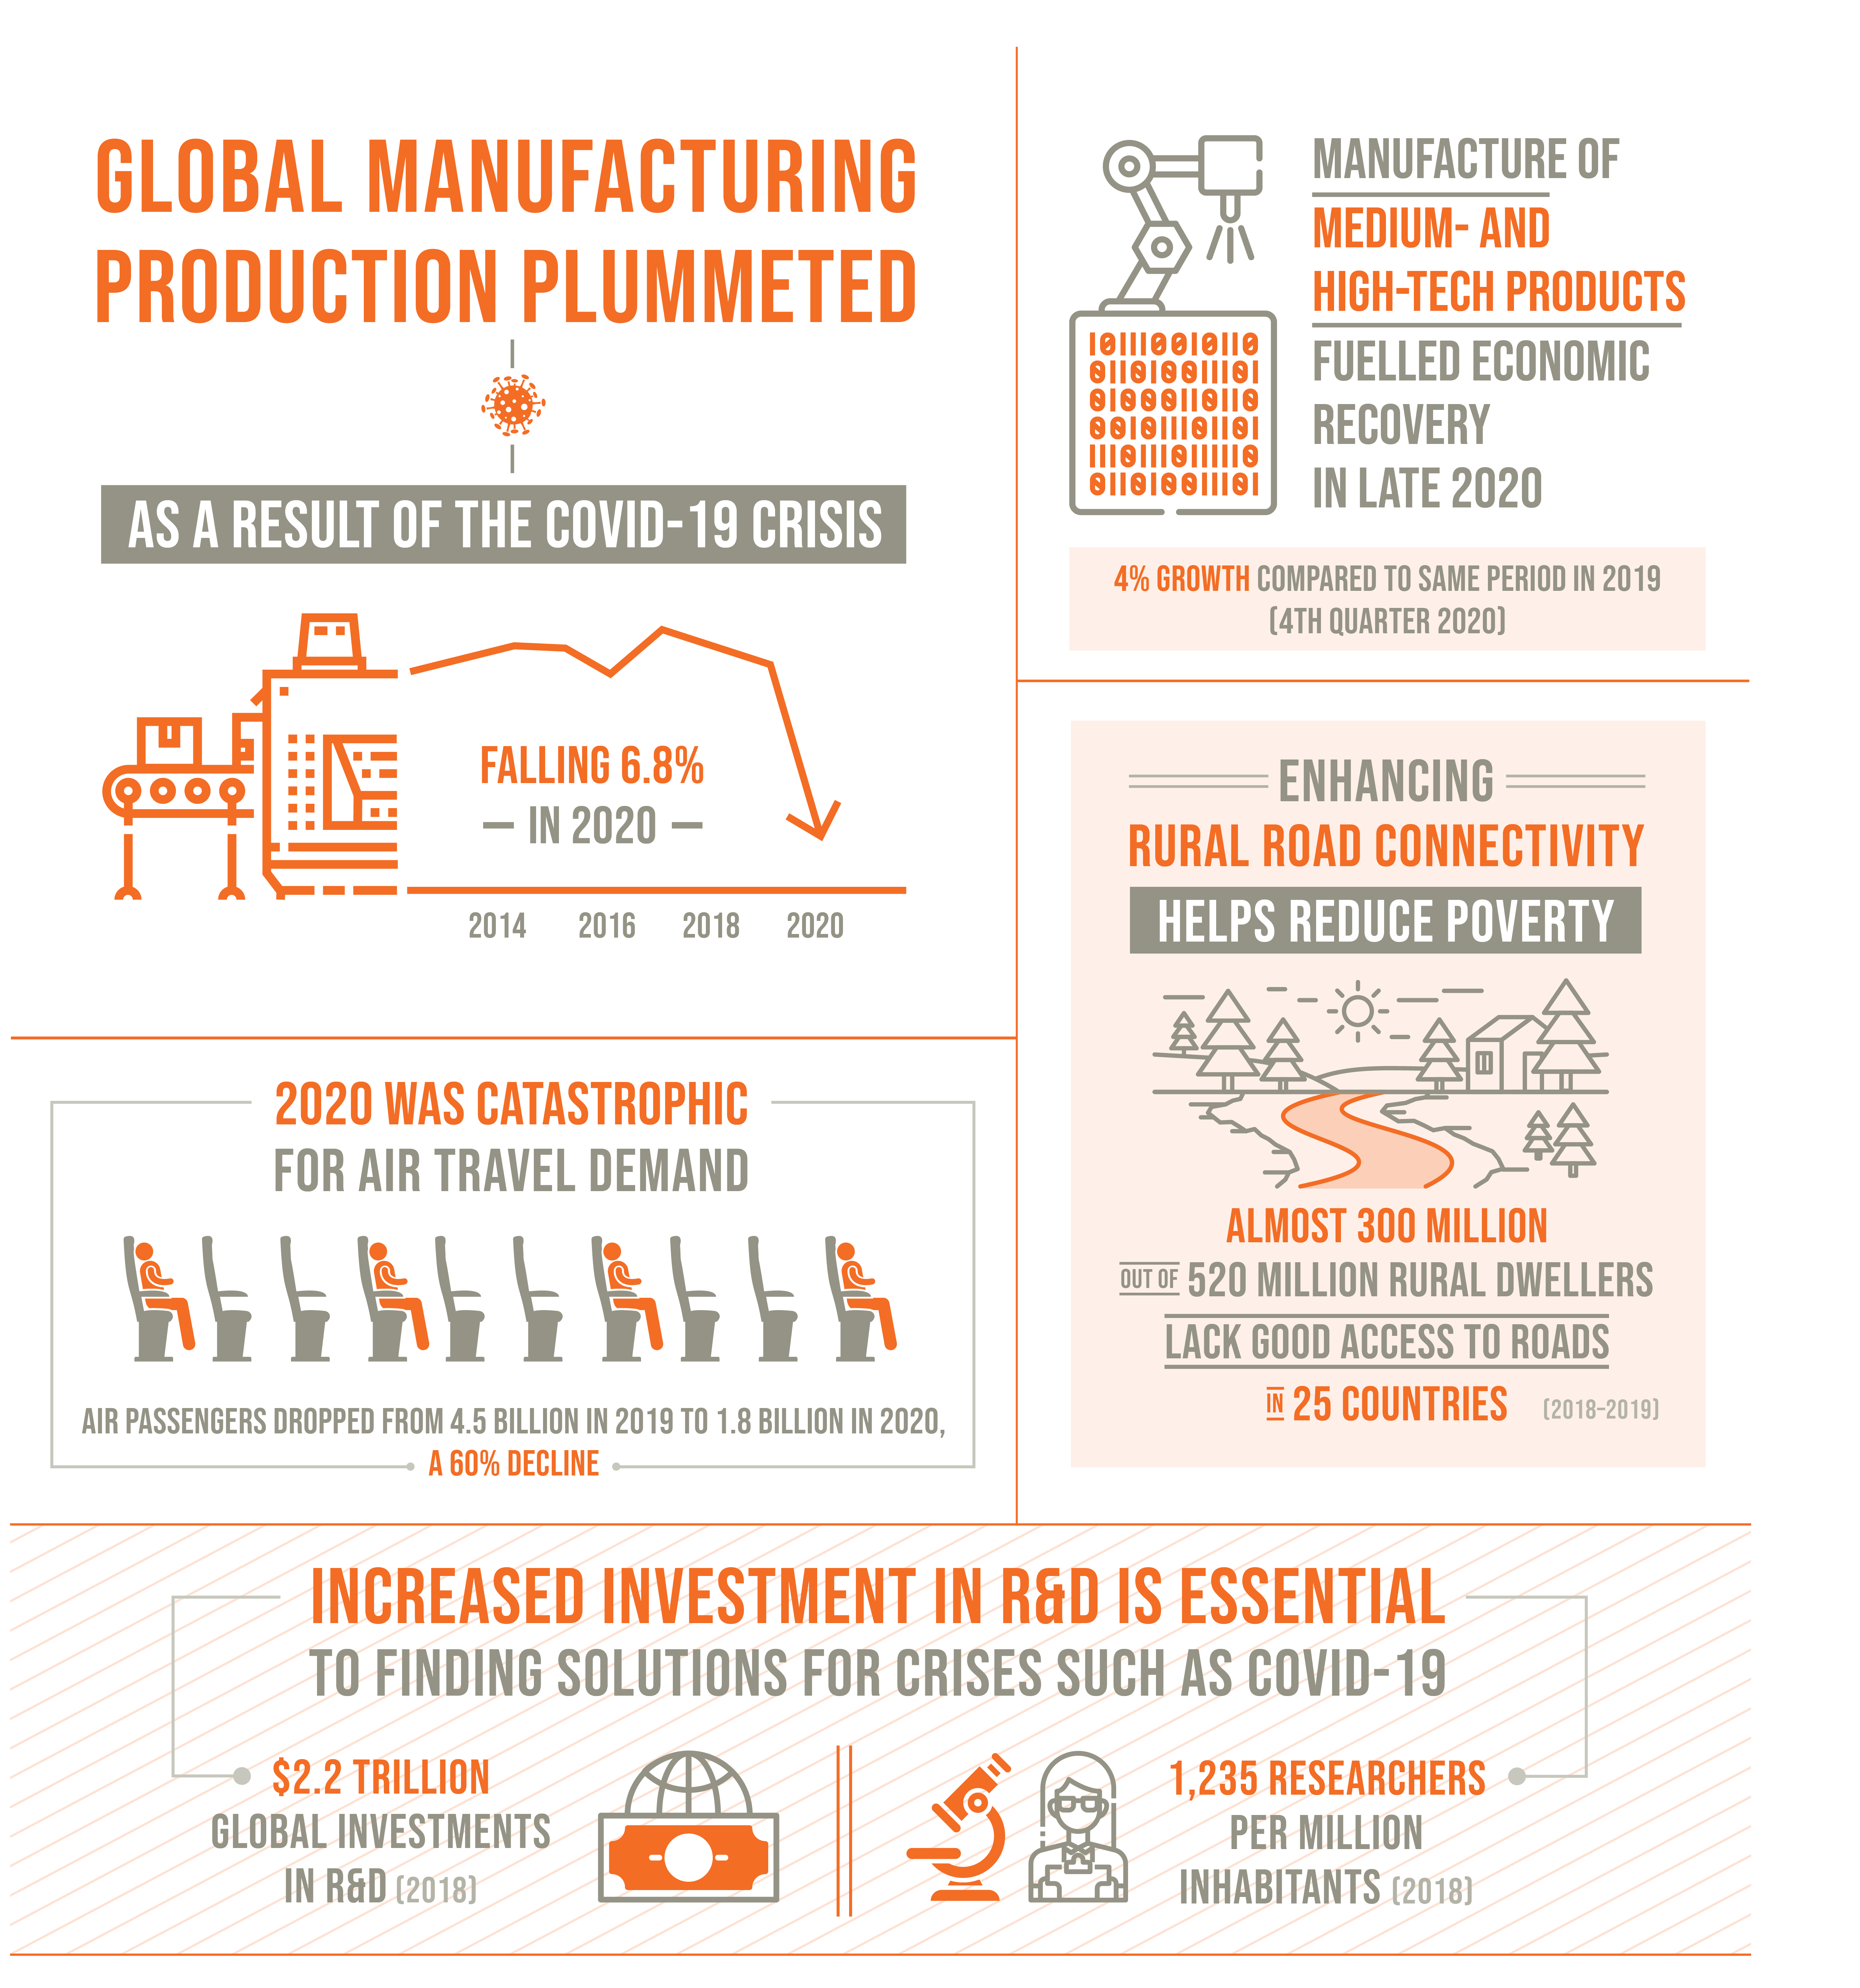 GLOBAL MANUFACTURING
PRODUCTION PLUMMETED
AS A RESULT OF THE COVID-19 CRISIS
FALLING 6.8%
IN 2020
2014 2016 2018 2020
MANUFACTURE OF
MEDIUM- AND
HIGH-TECH PRODUCTS
FUELLED ECONOMIC
RECOVERY
IN LATE 2020
101110010110
011010011101
010001101110
001011101101
111011101110
011010011101
4% GROWTH COMPARED TO SAME PERIOD IN 2019
(4TH QUARTER 2020)
2020 WAS CATASTROPHIC
FOR AIR TRAVEL DEMAND
AIR PASSENGERS DROPPED FROM 4.5 BILLION IN 2019 TO 1.8 BILLION IN 2020,
A 60% DECLINE
ENHANCING
RURAL ROAD CONNECTIVITY
HELPS REDUCE POVERTY
ALMOST 300 MILLION
OUT OF 520 MILLION RURAL DWELLERS
LACK GOOD ACCESS TO ROADS
IN 25 COUNTRIES (2018-2019)
INCREASED INVESTMENT IN R&D IS ESSENTIAL
TO FINDING SOLUTIONS FOR CRISES SUCH AS COVID-19
$2.2 TRILLION
GLOBAL INVESTMENTS
IN R&D (2018)
1,235 RESEARCHERS
PER MILLION
INHABITANTS (2018)